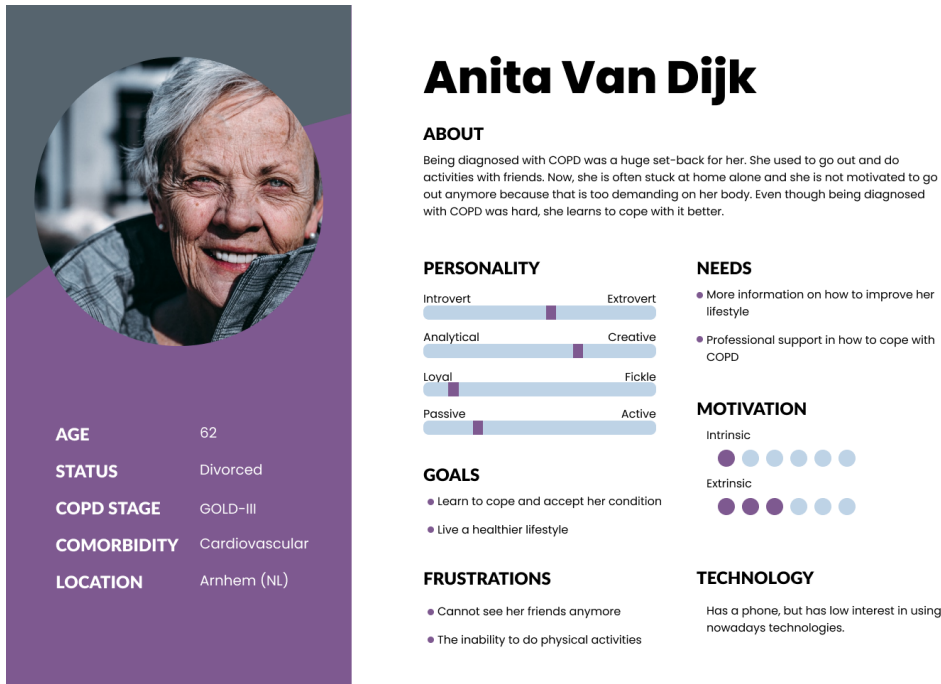 Anita Van Dijk
ABOUT
Being diagnosed with COPD was a huge set-back for her. She used to go out and do
activities with friends. Now, she is often stuck at home alone and she is not motivated to go
out anymore because that is too demanding on her body. Even though being diagnosed
with COPD was hard, she learns to cope with it better.
AGE 62
STATUS Divorced
COPD STAGE GOLD-III
COMORBIDITY Cardiovascular
LOCATION Arnhem (NL)
PERSONALITY
Introvert Extrovert
Analytical Creative
Loyal Fickle
Passive Active
GOALS
Learn to cope and accept her condition
Live a healthier lifestyle
FRUSTRATIONS
Cannot see her friends anymore
The inability to do physical activities
NEEDS
More information on how to improve her
lifestyle
Professional support in how to cope with
COPD
MOTIVATION
Intrinsic
Extrinsic
TECHNOLOGY
Has a phone, but has low interest in using
nowadays technologies.